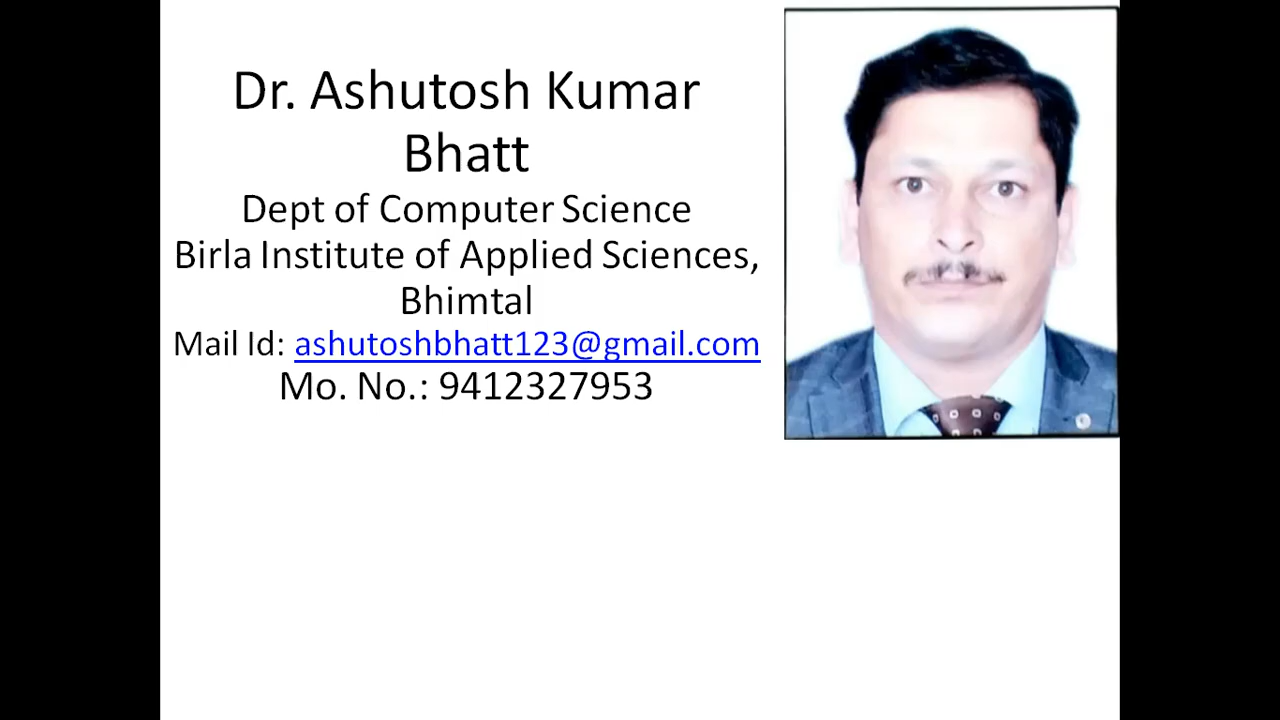 Dr. Ashutosh Kumar
Bhatt
Dept of Computer Science
Birla Institute of Applied Sciences,
Bhimtal
Mail Id: ashutoshbhatt123@gmail.com
Mo. No.: 9412327953